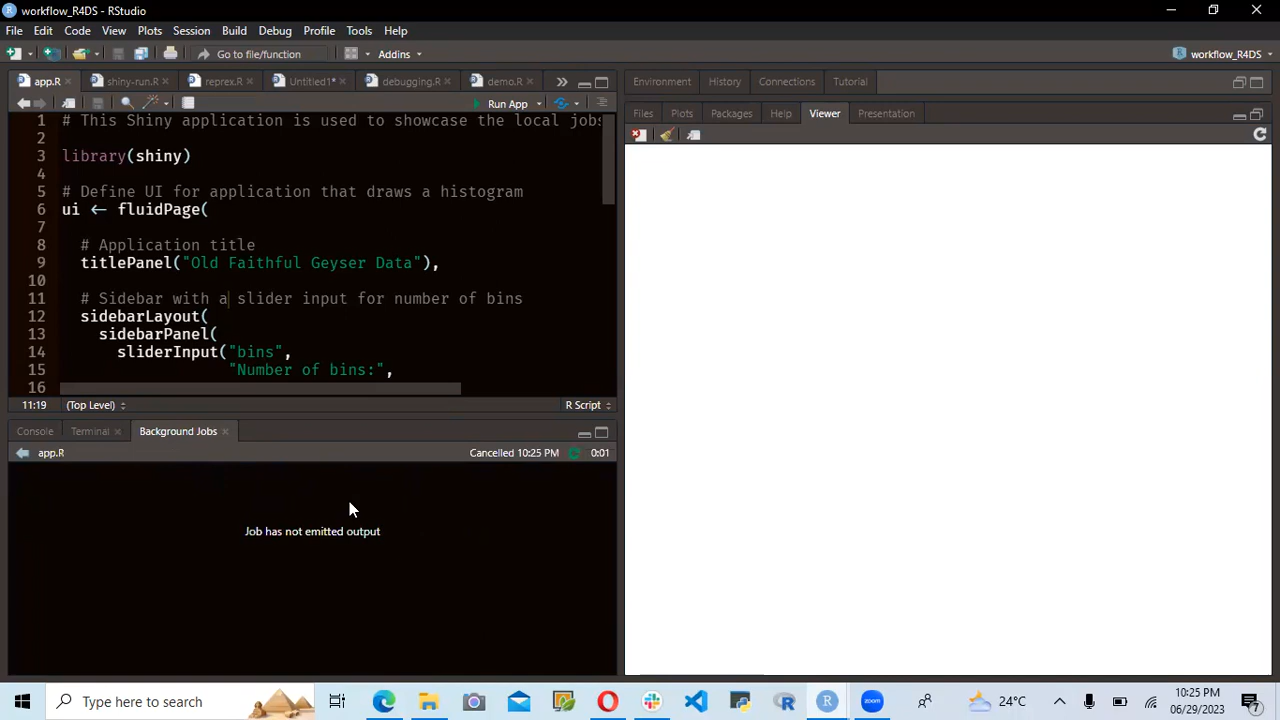 workflow_R4DS - RStudio
File Edit Code View Plots Session Build Debug Profile Tools Help
Go to file/function Addins workflow_R4DS
app.R shiny-run.R reprex.R Untitled1* debugging.R demo.R
Environment History Connections Tutorial
Run App
Files Plots Packages Help Viewer Presentation
1 # This Shiny application is used to showcase the local jobs
2
3 library(shiny)
4
5 # Define UI for application that draws a histogram
6 ui <- fluidPage(
7
8 # Application title
9 titlePanel("Old Faithful Geyser Data"),
10
11 # Sidebar with a slider input for number of bins
12 sidebarLayout(
13 sidebarPanel(
14 sliderInput("bins",
15 "Number of bins:",
16
11:19 (Top Level) R Script
Console Terminal Background Jobs
app.R Cancelled 10:25 PM 0:01
Job has not emitted output
Type here to search
zoom
24°C
10:25 PM
06/29/2023
7